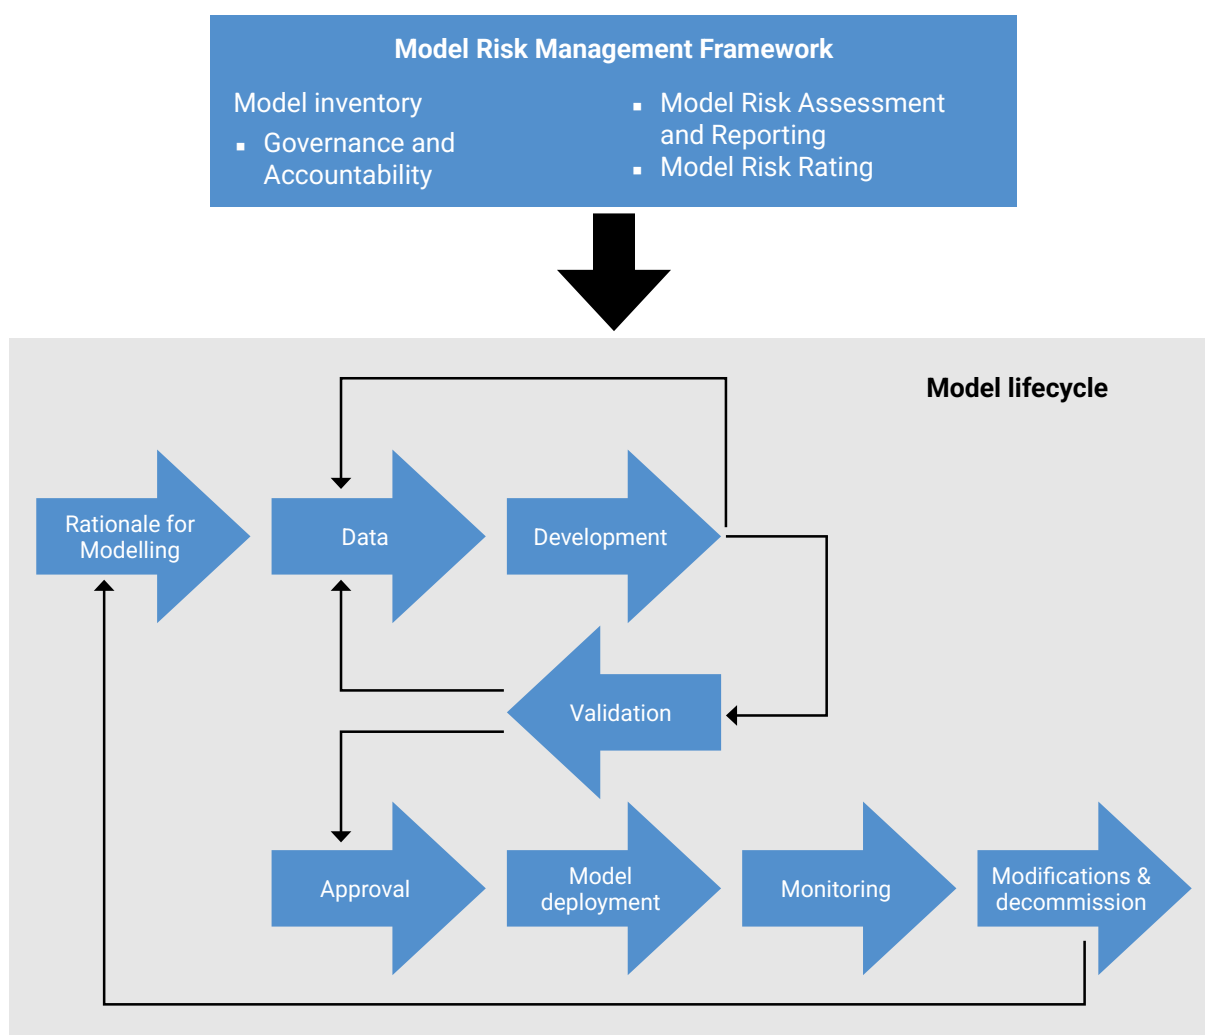 Model Risk Management Framework
Model inventory
▪ Governance and
Accountability
▪ Model Risk Assessment
and Reporting
▪ Model Risk Rating
Model lifecycle
Rationale for
Modelling
Data
Development
Validation
Approval
Model
deployment
Monitoring
Modifications &
decommission